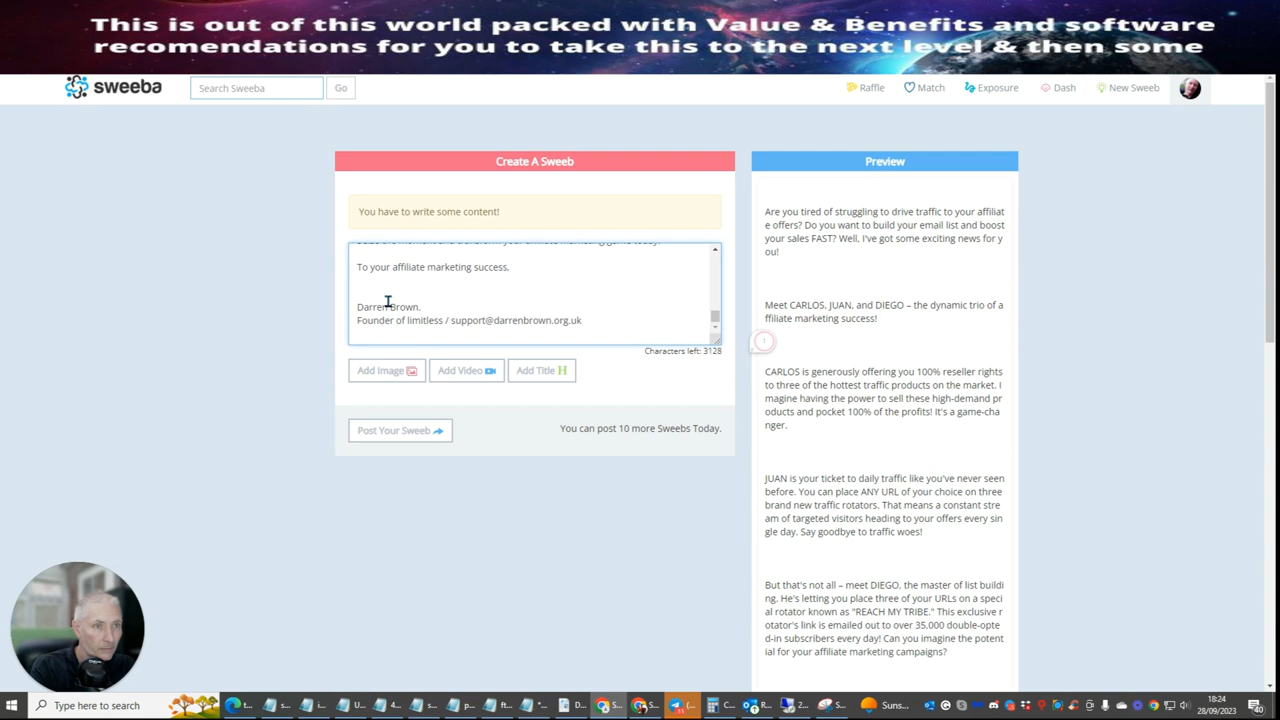 This is out of this world packed with Value & Benefits and software
recomendations for you to take this to the next level & then some
sweeba
Search Sweeba
Go
Raffle
Match
Exposure
Dash
New Sweeb
Create A Sweeb
You have to write some content!
To your affiliate marketing success,
Darren Brown.
Founder of limitless / support@darrenbrown.org.uk
Characters left: 3128
Add Image
Add Video
Add Title H
Post Your Sweeb
You can post 10 more Sweebs Today.
Preview
Are you tired of struggling to drive traffic to your affiliat
e offers? Do you want to build your email list and boost
your sales FAST? Well, I've got some exciting news for y
ou!
Meet CARLOS, JUAN, and DIEGO – the dynamic trio of a
ffiliate marketing success!
CARLOS is generously offering you 100% reseller rights
to three of the hottest traffic products on the market. I
magine having the power to sell these high-demand pr
oducts and pocket 100% of the profits! It's a game-cha
nger.
JUAN is your ticket to daily traffic like you've never seen
before. You can place ANY URL of your choice on three
brand new traffic rotators. That means a constant stre
am of targeted visitors heading to your offers every sin
gle day. Say goodbye to traffic woes!
But that's not all – meet DIEGO, the master of list buildi
ng. He's letting you place three of your URLs on a speci
al rotator known as "REACH MY TRIBE." This exclusive r
otator's link is emailed out to over 35,000 double-opte
d-in subscribers every day! Can you imagine the potent
ial for your affiliate marketing campaigns?
Type here to search
Suns...
18:24
28/09/2023
40